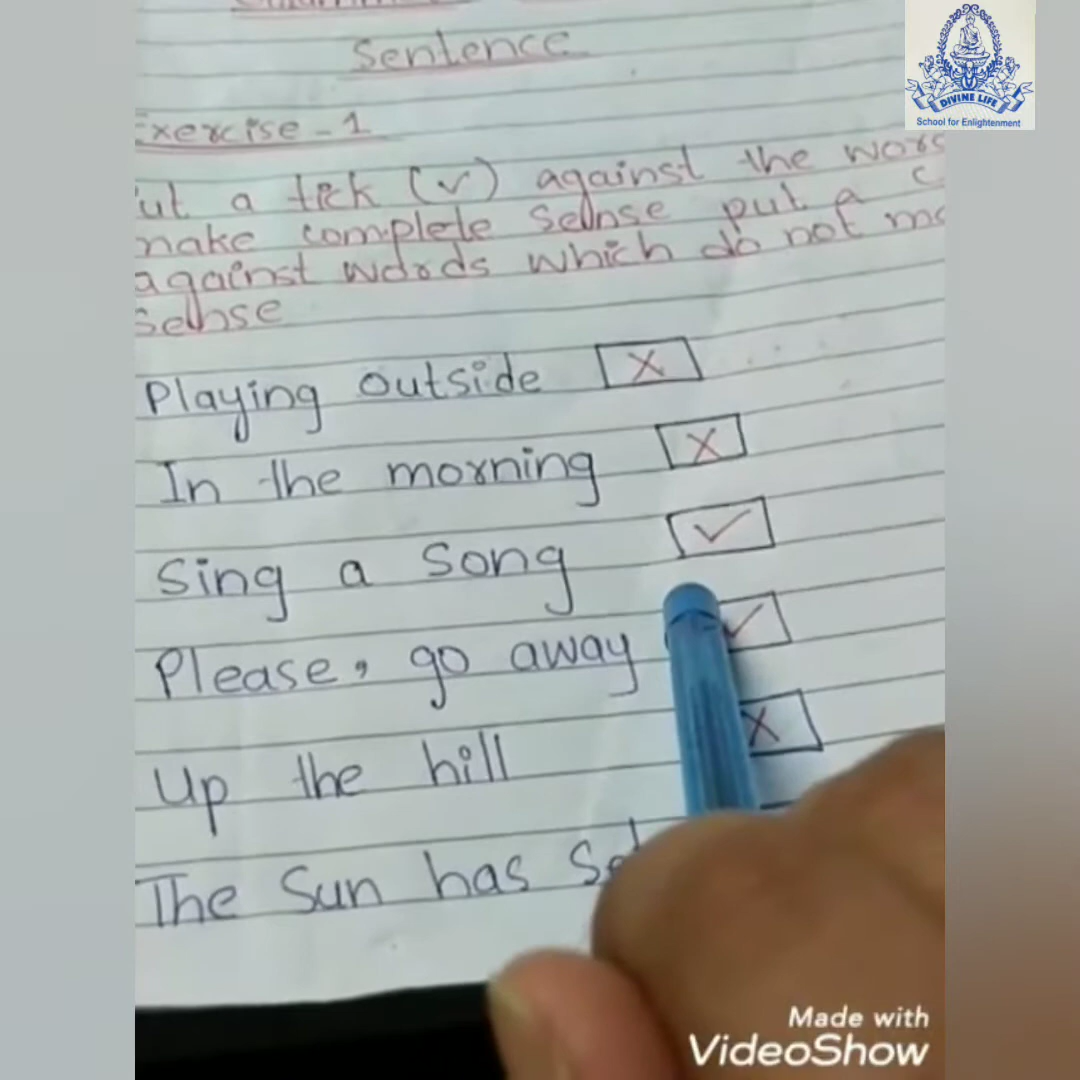 Sentence
Exercise - 1
Put a tick (✓) against the
make complete sense put a
against words which do not
sense
Playing outside ☒
In the morning ☒
Sing a song ☑
Please, go away ☑
Up the hill ☒
The Sun has
DIVINE LIFE
School for Enlightenment
Made with
VideoShow